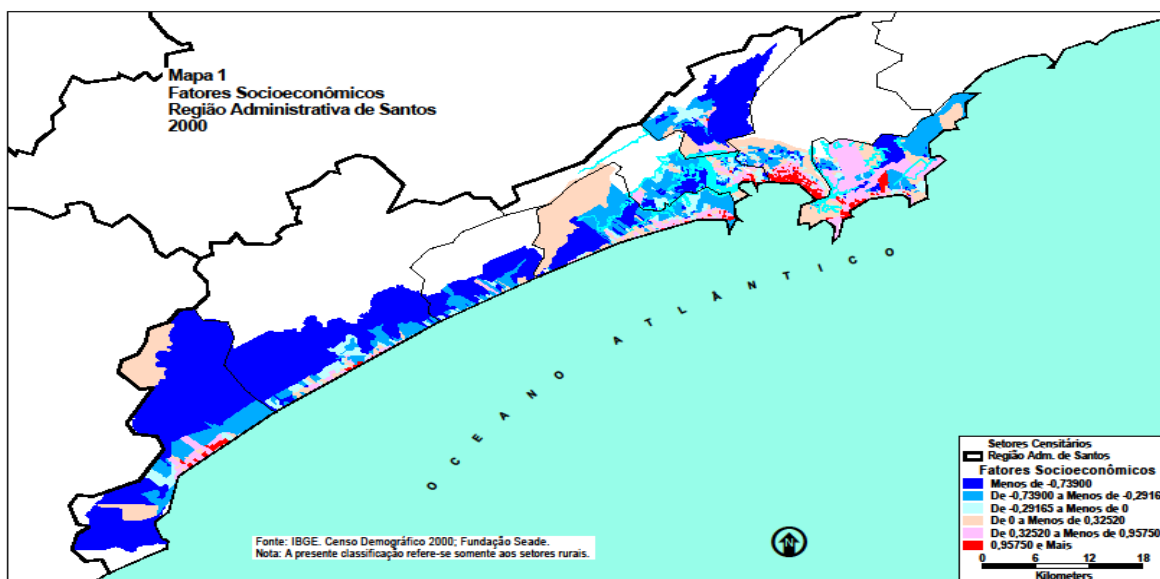 Mapa 1
Fatores Socioeconômicos
Região Administrativa de Santos
2000
OCEANO ATLÂNTICO
Setores Censitários
Região Adm. de Santos
Fatores Socioeconômicos
Menos de -0,73900
De -0,73900 a Menos de -0,2916
De -0,29165 a Menos de 0
De 0 a Menos de 0,32520
De 0,32520 a Menos de 0,95750
0,95750 e Mais
0 6 12 18
Kilometers
N
Fonte: IBGE. Censo Demográfico 2000; Fundação Seade.
Nota: A presente classificação refere-se somente aos setores rurais.